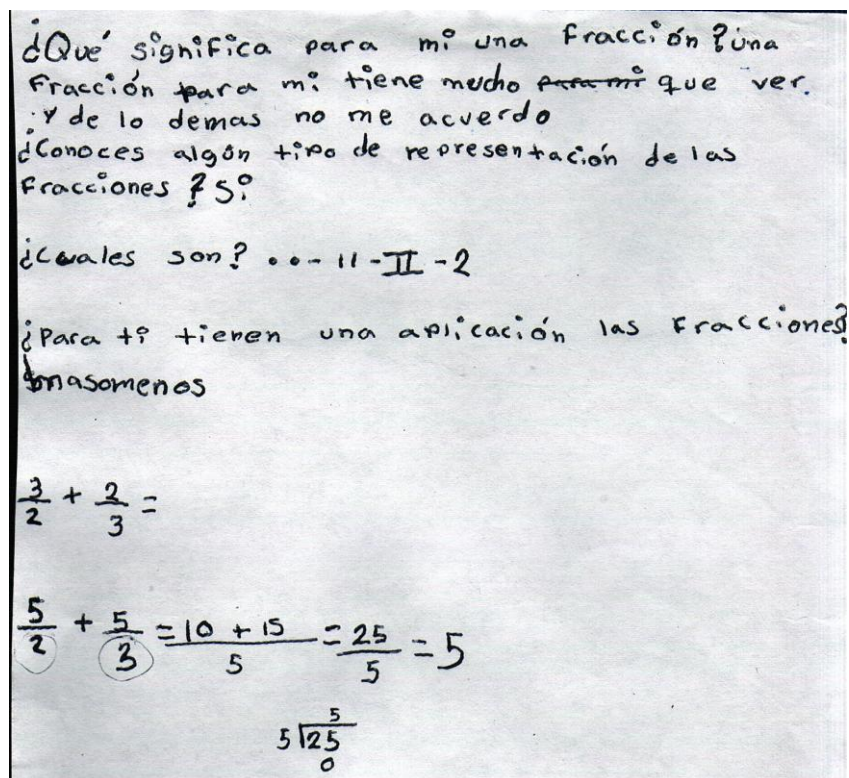 ¿Qué significa para mi una Fracción? una
Fracción para mi tiene mucho para mi que ver.
y de lo demas no me acuerdo
¿Conoces algún tipo de representación de las
Fracciones? Si
¿Cuales son? • • - 11 - II - 2
¿Para ti tienen una aplicación las Fracciones?
masomenos
3/2 + 2/3 =
5/2 + 5/3 = 10 + 15/5 = 25/5 = 5
5
5√25
0